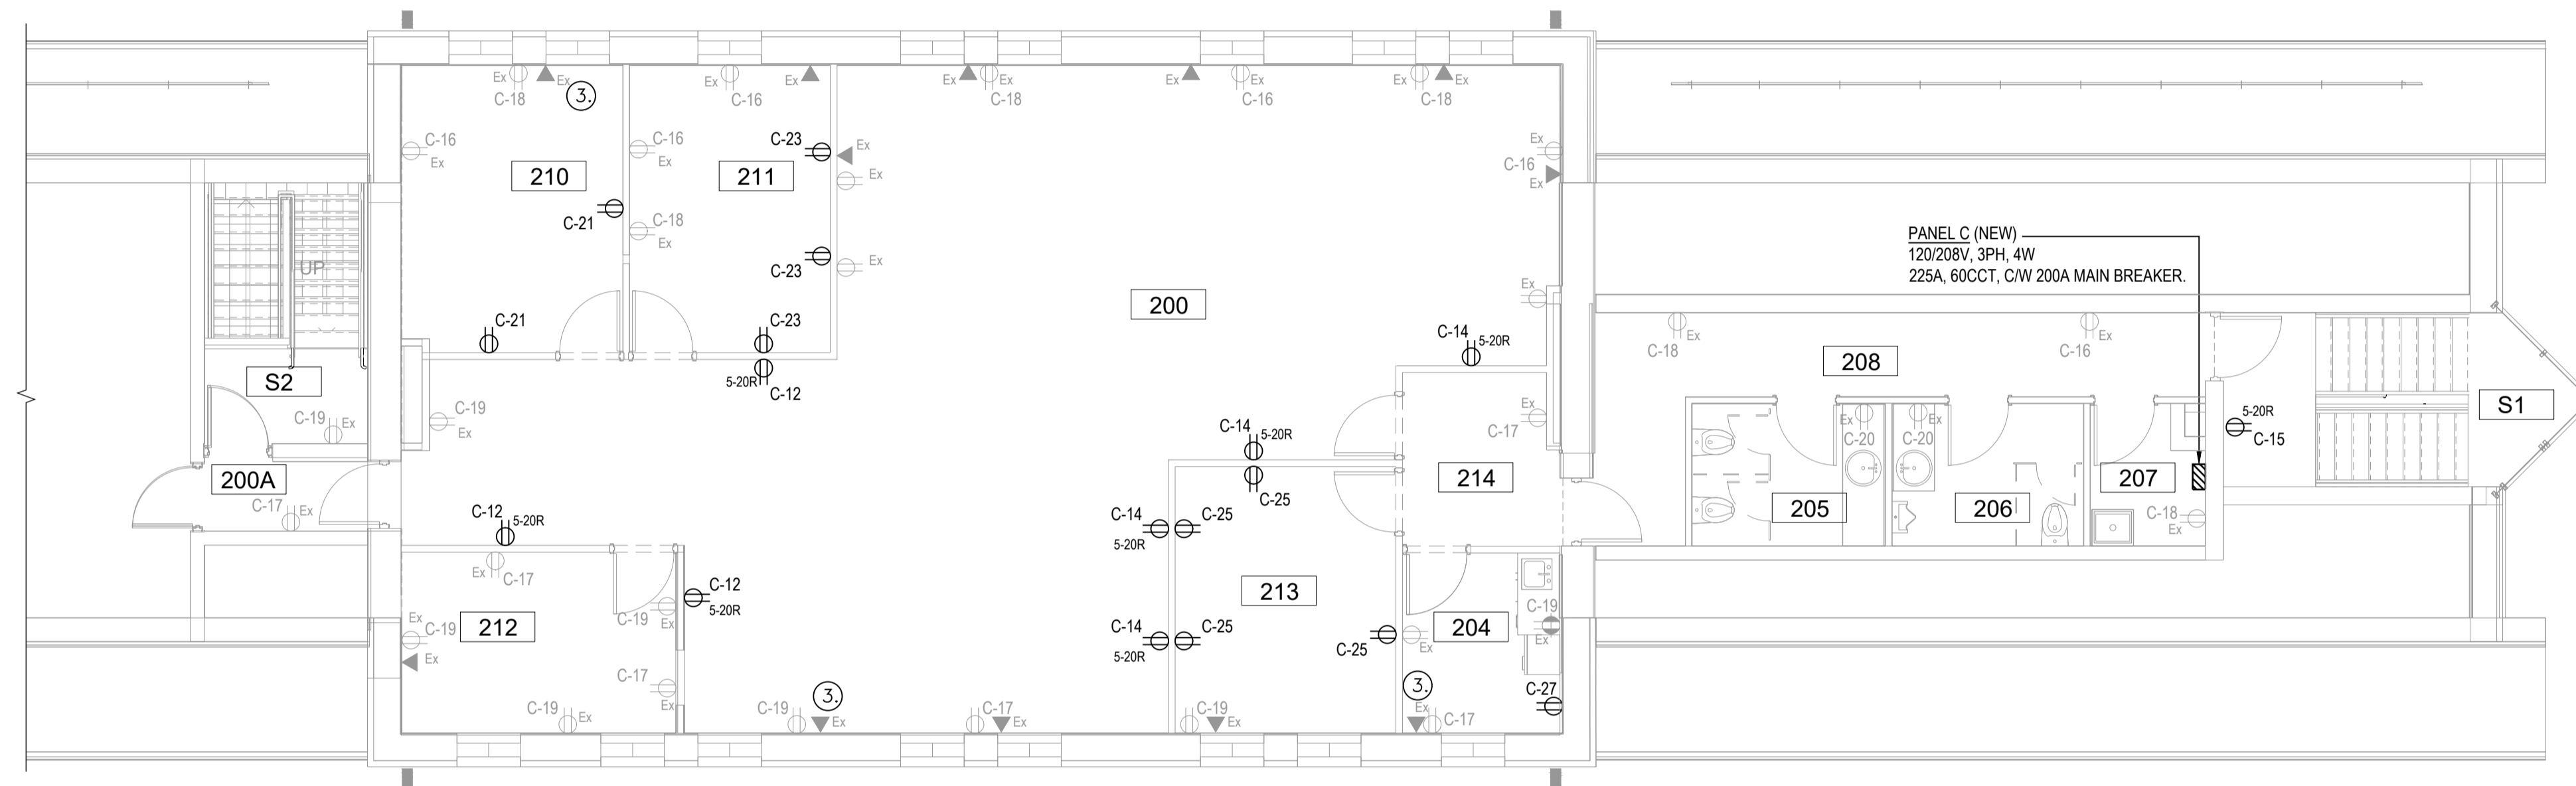 Ex
C-18
Ex
3.
Ex
C-16
Ex
Ex
C-18
Ex
Ex
C-16
Ex
C-18
Ex
C-16
Ex
C-16
Ex
C-23
Ex
Ex
C-16
Ex
210
211
Ex
C-21
C-18
Ex
C-23
Ex
PANEL C (NEW)
120/208V, 3PH, 4W
225A, 60CCT, C/W 200A MAIN BREAKER.
UP
200
Ex
C-21
C-23
C-14
5-20R
Ex
C-18
Ex
C-16
208
S2
5-20R
C-12
C-19
Ex
C-19
Ex
Ex
C-17
C-14
5-20R
Ex
C-20
Ex
C-20
5-20R
C-15
S1
200A
C-17
Ex
214
C-25
207
C-12
5-20R
C-14
5-20R
C-25
205
206
C-18
Ex
Ex
C-17
C-12
5-20R
213
Ex
C-19
212
C-19
Ex
Ex
C-14
5-20R
C-25
C-25
Ex
204
C-19
Ex
C-17
Ex
3.
3.
C-27
C-19
Ex
C-19
Ex
C-17
Ex
C-19
Ex
Ex
C-17